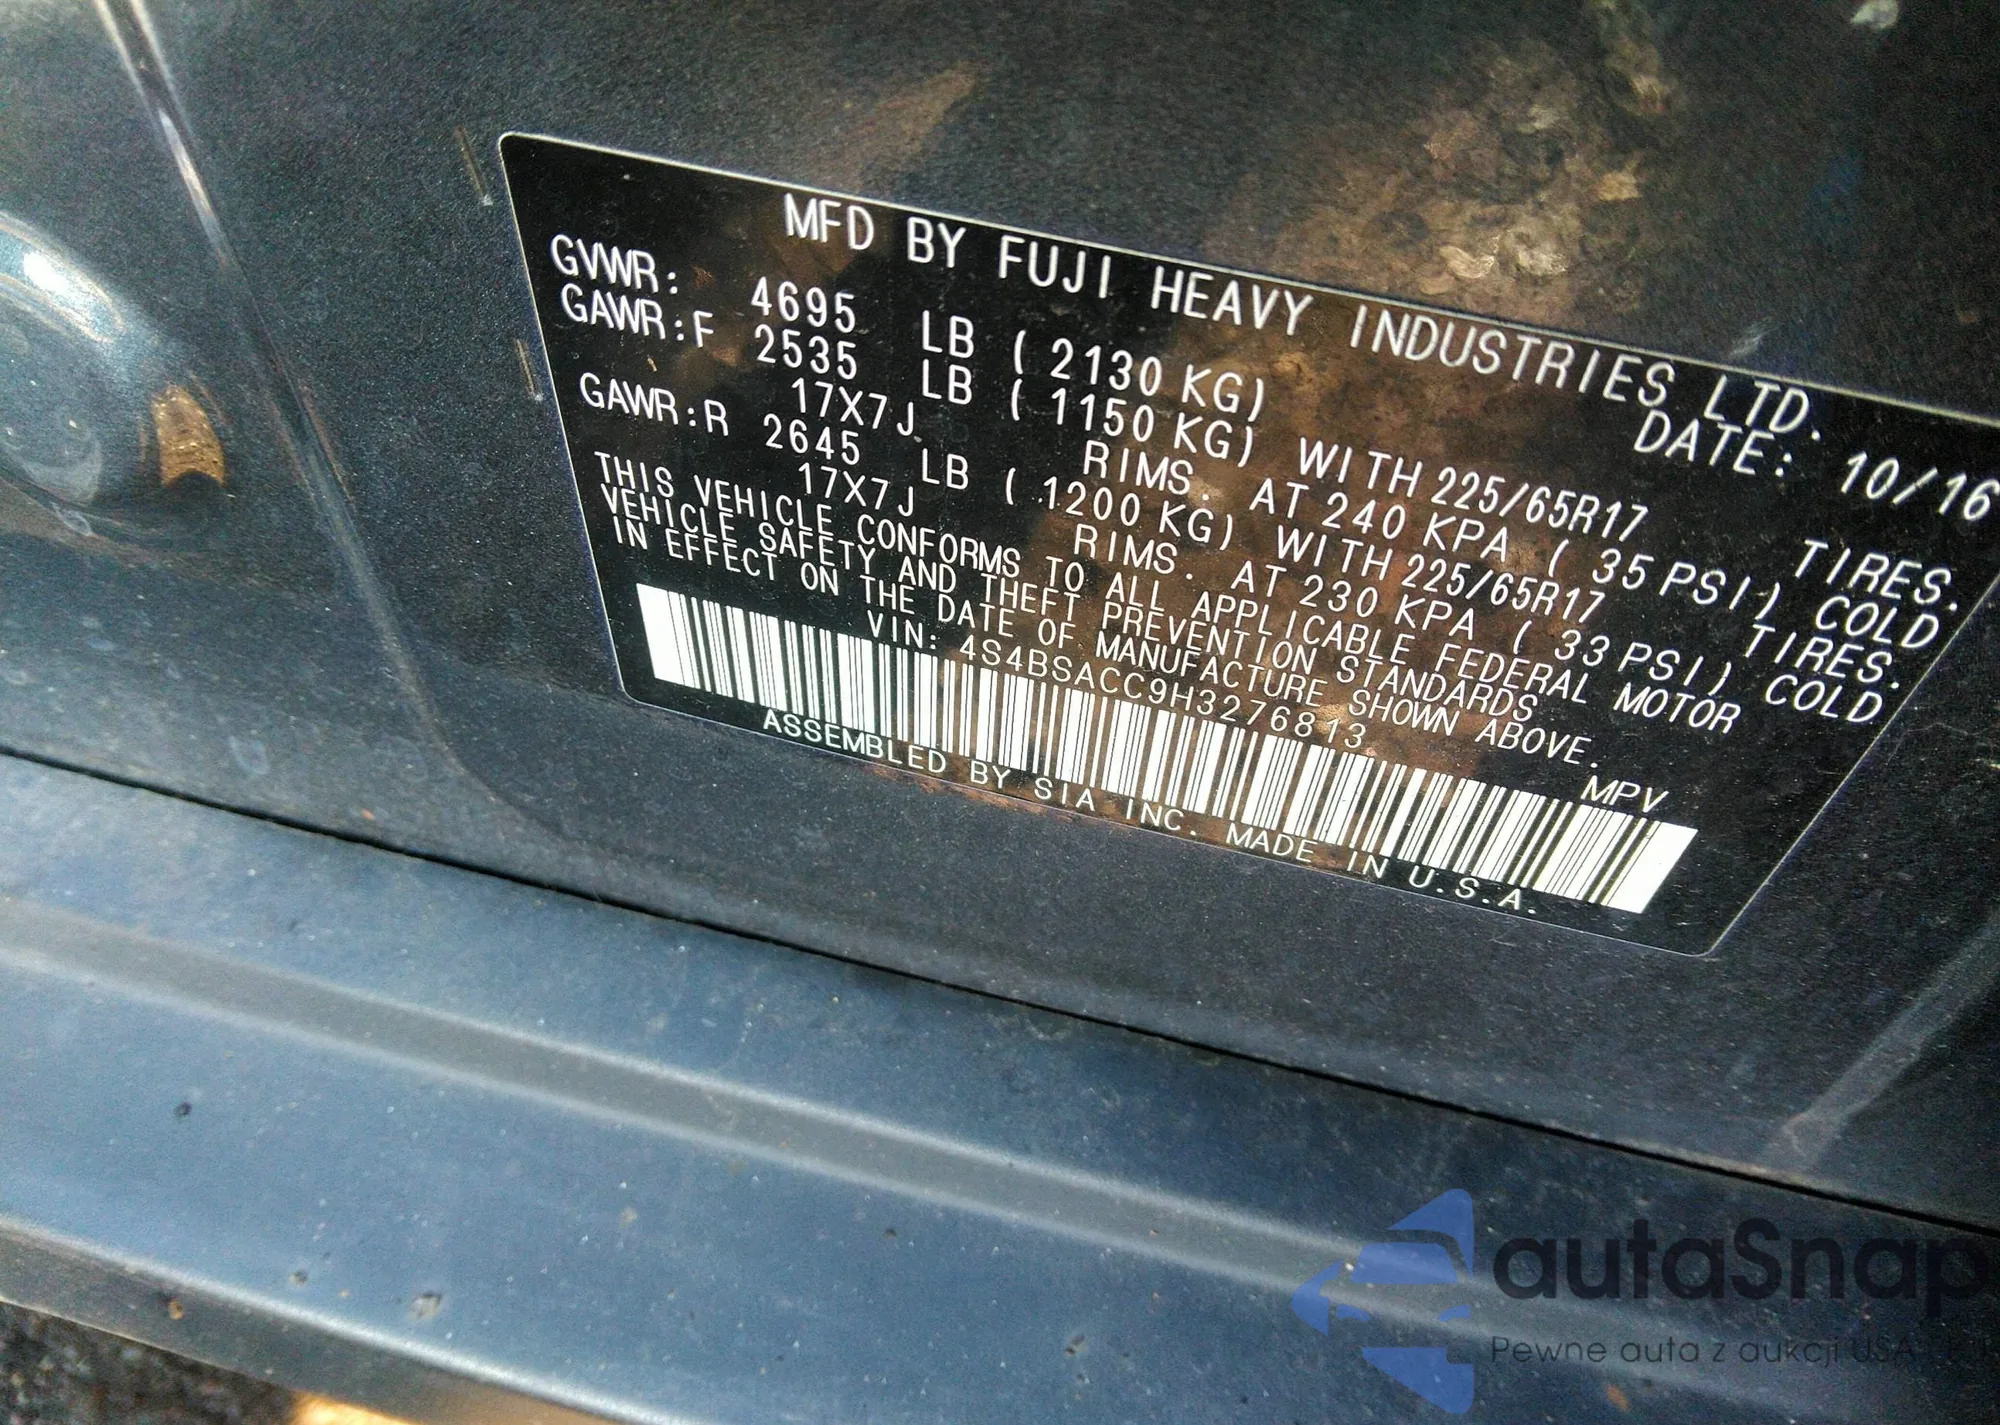 MFD BY FUJI HEAVY INDUSTRIES LTD.
DATE: 10/16
GVWR: 4695 LB ( 2130 KG)
GAWR:F 2535 LB ( 1150 KG) WITH 225/65R17 TIRES.
17X7J RIMS. AT 240 KPA ( 35 PSI) COLD
GAWR:R 2645 LB ( 1200 KG) WITH 225/65R17 TIRES.
17X7J RIMS. AT 230 KPA ( 33 PSI) COLD
THIS VEHICLE CONFORMS TO ALL APPLICABLE FEDERAL MOTOR
VEHICLE SAFETY AND THEFT PREVENTION STANDARDS
IN EFFECT ON THE DATE OF MANUFACTURE SHOWN ABOVE.
VIN: 4S4BSACC9H3276813 MPV
ASSEMBLED BY SIA INC. MADE IN U.S.A.
autaSnap
Pewne auta z aukcji USA